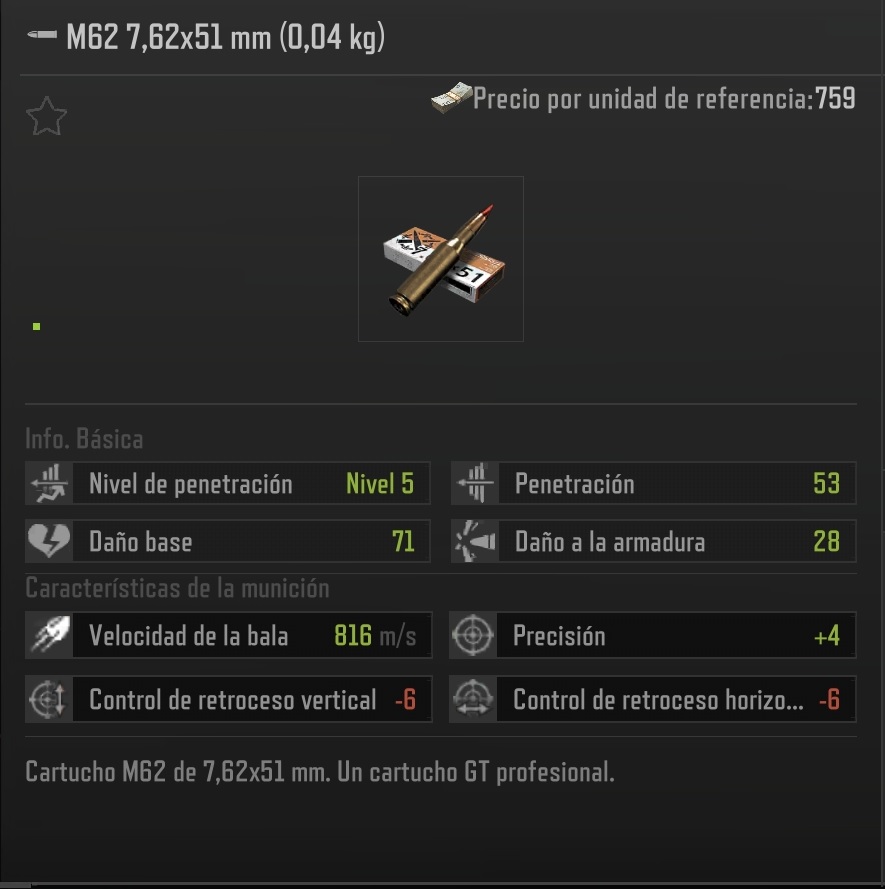 M62 7,62x51 mm (0,04 kg)
Precio por unidad de referencia:759
7.
x51
Info. Básica
Nivel de penetración Nivel 5
Penetración 53
Daño base 71
Daño a la armadura 28
Características de la munición
Velocidad de la bala 816 m/s
Precisión +4
Control de retroceso vertical -6
Control de retroceso horizo... -6
Cartucho M62 de 7,62x51 mm. Un cartucho GT profesional.